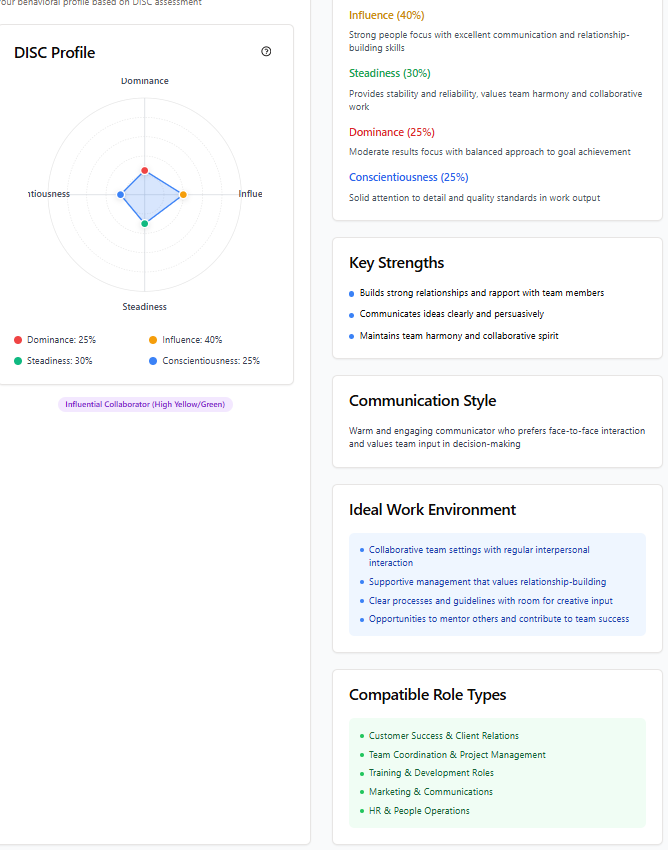 your behavioral profile based on DISC assessment
DISC Profile
Dominance
tiousness
Influe
Steadiness
Dominance: 25%
Influence: 40%
Steadiness: 30%
Conscientiousness: 25%
Influential Collaborator (High Yellow/Green)
Influence (40%)
Strong people focus with excellent communication and relationship-
building skills
Steadiness (30%)
Provides stability and reliability, values team harmony and collaborative
work
Dominance (25%)
Moderate results focus with balanced approach to goal achievement
Conscientiousness (25%)
Solid attention to detail and quality standards in work output
Key Strengths
Builds strong relationships and rapport with team members
Communicates ideas clearly and persuasively
Maintains team harmony and collaborative spirit
Communication Style
Warm and engaging communicator who prefers face-to-face interaction
and values team input in decision-making
Ideal Work Environment
Collaborative team settings with regular interpersonal
interaction
Supportive management that values relationship-building
Clear processes and guidelines with room for creative input
Opportunities to mentor others and contribute to team success
Compatible Role Types
Customer Success & Client Relations
Team Coordination & Project Management
Training & Development Roles
Marketing & Communications
HR & People Operations